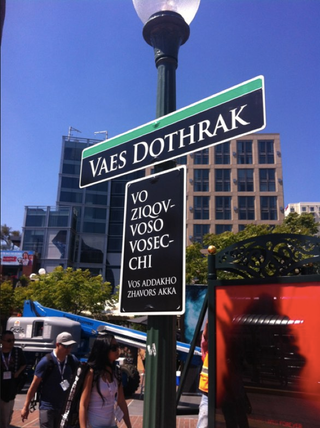 VAES DOTHRAK
VO
ZIQOV-
VOSO
VOSEC-
CHI
VOS ADDAKHO
ZHAVORS AKKA